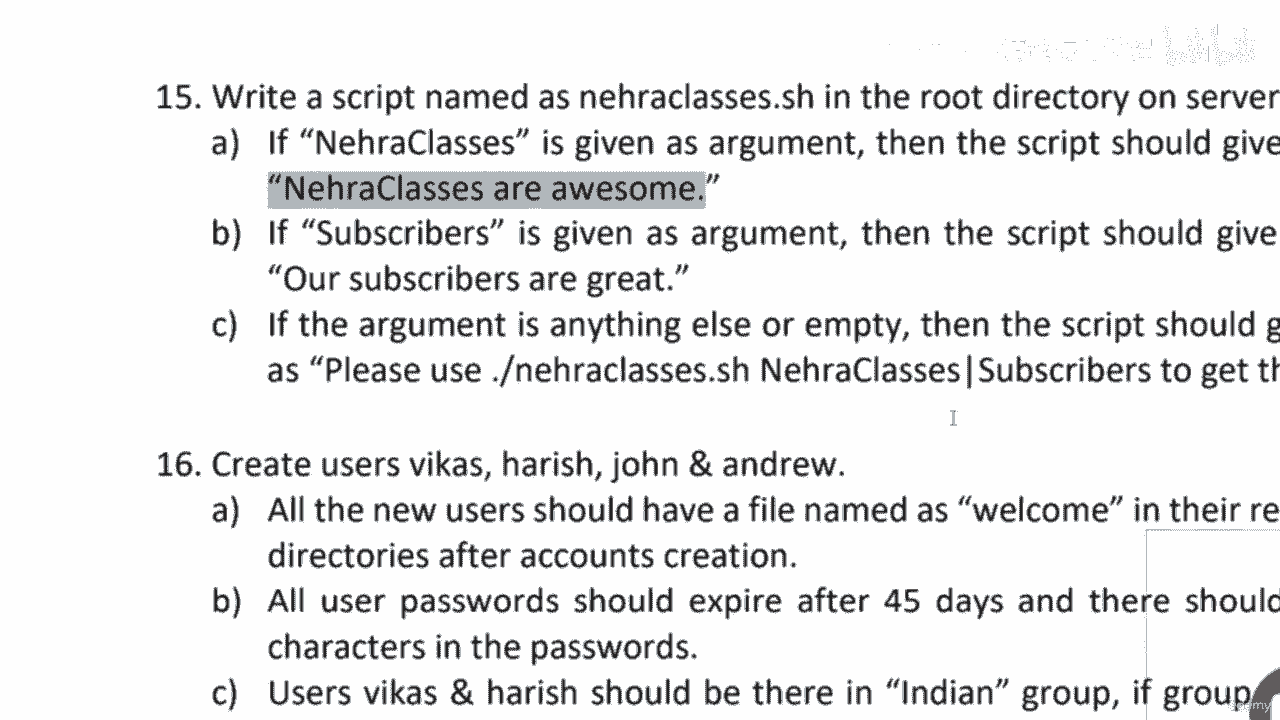 15. Write a script named as nehraclasses.sh in the root directory on server
a) If “NehraClasses” is given as argument, then the script should give
“NehraClasses are awesome.”
b) If “Subscribers” is given as argument, then the script should give
“Our subscribers are great.”
c) If the argument is anything else or empty, then the script should g
as “Please use ./nehraclasses.sh NehraClasses|Subscribers to get th
16. Create users vikas, harish, john & andrew.
a) All the new users should have a file named as “welcome” in their re
directories after accounts creation.
b) All user passwords should expire after 45 days and there should
characters in the passwords.
c) Users vikas & harish should be there in “Indian” group, if group